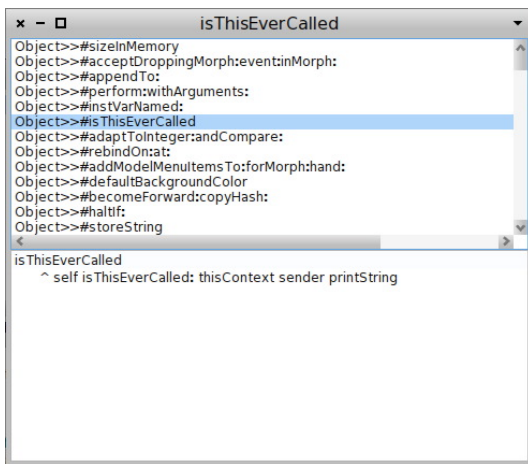 isThisEverCalled
Object>>#sizeInMemory
Object>>#acceptDroppingMorph:event:inMorph:
Object>>#appendTo:
Object>>#perform:withArguments:
Object>>#instVarNamed:
Object>>#isThisEverCalled
Object>>#adaptToInteger:andCompare:
Object>>#rebindOn:at:
Object>>#addModelMenuItemsTo:forMorph:hand:
Object>>#defaultBackgroundColor
Object>>#becomeForward:copyHash:
Object>>#haltIf:
Object>>#storeString
isThisEverCalled
^ self isThisEverCalled: thisContext sender printString